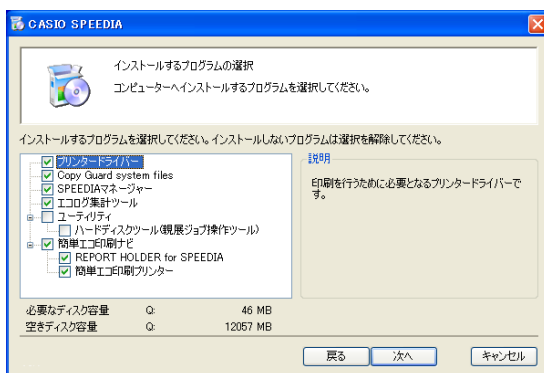 CASIO SPEEDIA
インストールするプログラムの選択
コンピューターへインストールするプログラムを選択してください。
インストールするプログラムを選択してください。インストールしないプログラムは選択を解除してください。
プリンタードライバー
Copy Guard system files
SPEEDIAマネージャー
エコログ集計ツール
ユーティリティ
ハードディスクツール(親展ジョブ操作ツール)
簡単エコ印刷ナビ
REPORT HOLDER for SPEEDIA
簡単エコ印刷プリンター
説明
印刷を行うために必要となるプリンタードライバーで
す。
必要なディスク容量 Q: 46 MB
空きディスク容量 Q: 12057 MB
戻る 次へ キャンセル